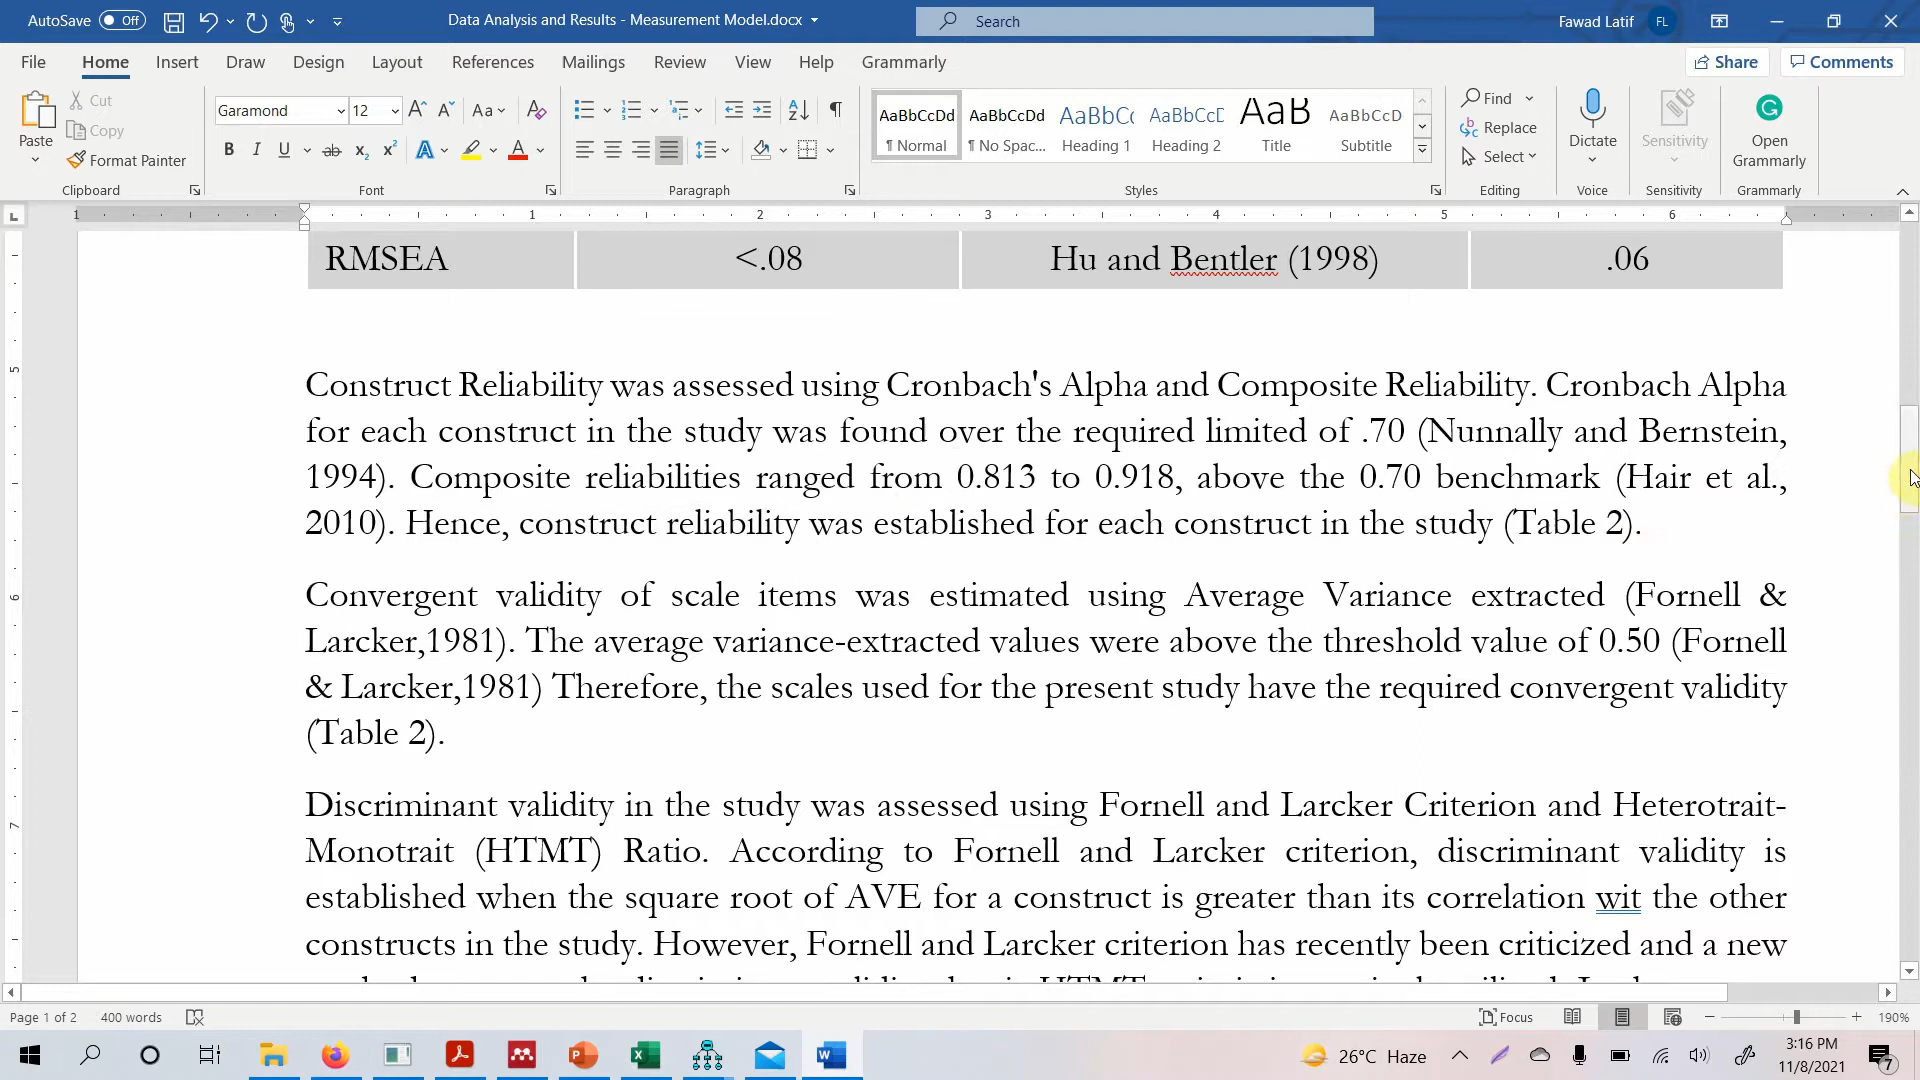 AutoSave Off Data Analysis and Results - Measurement Model.docx Search Fawad Latif FL
File Home Insert Draw Design Layout References Mailings Review View Help Grammarly Share Comments
Paste Cut Copy Format Painter
Clipboard
Garamond 12
Font
Paragraph
AaBbCcDd ¶ Normal
AaBbCcDd ¶ No Spac...
AaBbCc Heading 1
AaBbCcD Heading 2
AaB Title
AaBbCcD Subtitle
Styles
Find Replace Select
Editing
Dictate
Voice
Sensitivity
Sensitivity
Open Grammarly
Grammarly
1 1 2 3 4 5 6
RMSEA <.08 Hu and Bentler (1998) .06
Construct Reliability was assessed using Cronbach's Alpha and Composite Reliability. Cronbach Alpha
for each construct in the study was found over the required limited of .70 (Nunnally and Bernstein,
1994). Composite reliabilities ranged from 0.813 to 0.918, above the 0.70 benchmark (Hair et al.,
2010). Hence, construct reliability was established for each construct in the study (Table 2).
Convergent validity of scale items was estimated using Average Variance extracted (Fornell &
Larcker,1981). The average variance-extracted values were above the threshold value of 0.50 (Fornell
& Larcker,1981) Therefore, the scales used for the present study have the required convergent validity
(Table 2).
Discriminant validity in the study was assessed using Fornell and Larcker Criterion and Heterotrait-
Monotrait (HTMT) Ratio. According to Fornell and Larcker criterion, discriminant validity is
established when the square root of AVE for a construct is greater than its correlation wit the other
constructs in the study. However, Fornell and Larcker criterion has recently been criticized and a new
Page 1 of 2 400 words Focus 190%
26°C Haze 3:16 PM
11/8/2021 7